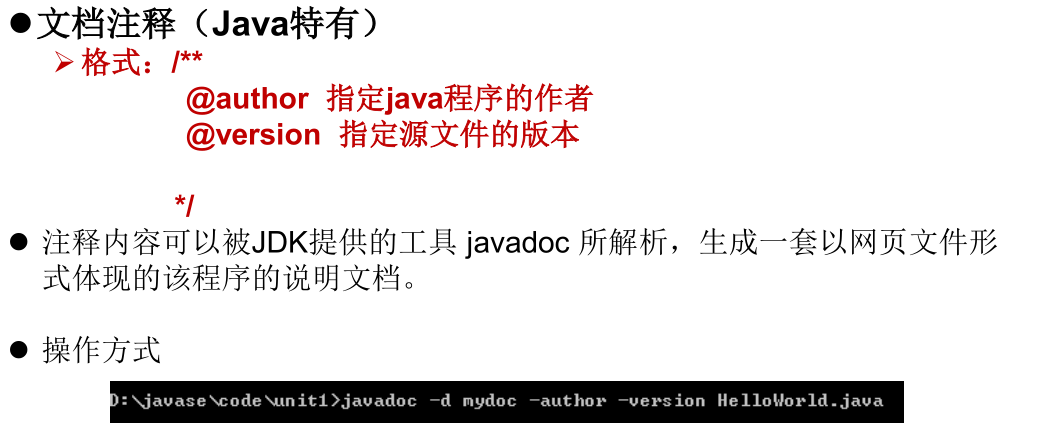 ●文档注释（Java特有）
➢格式：/**
@author 指定java程序的作者
@version 指定源文件的版本
*/
● 注释内容可以被JDK提供的工具 javadoc 所解析，生成一套以网页文件形
式体现的该程序的说明文档。
● 操作方式
D:\javase\code\unit1>javadoc -d mydoc -author -version HelloWorld.java